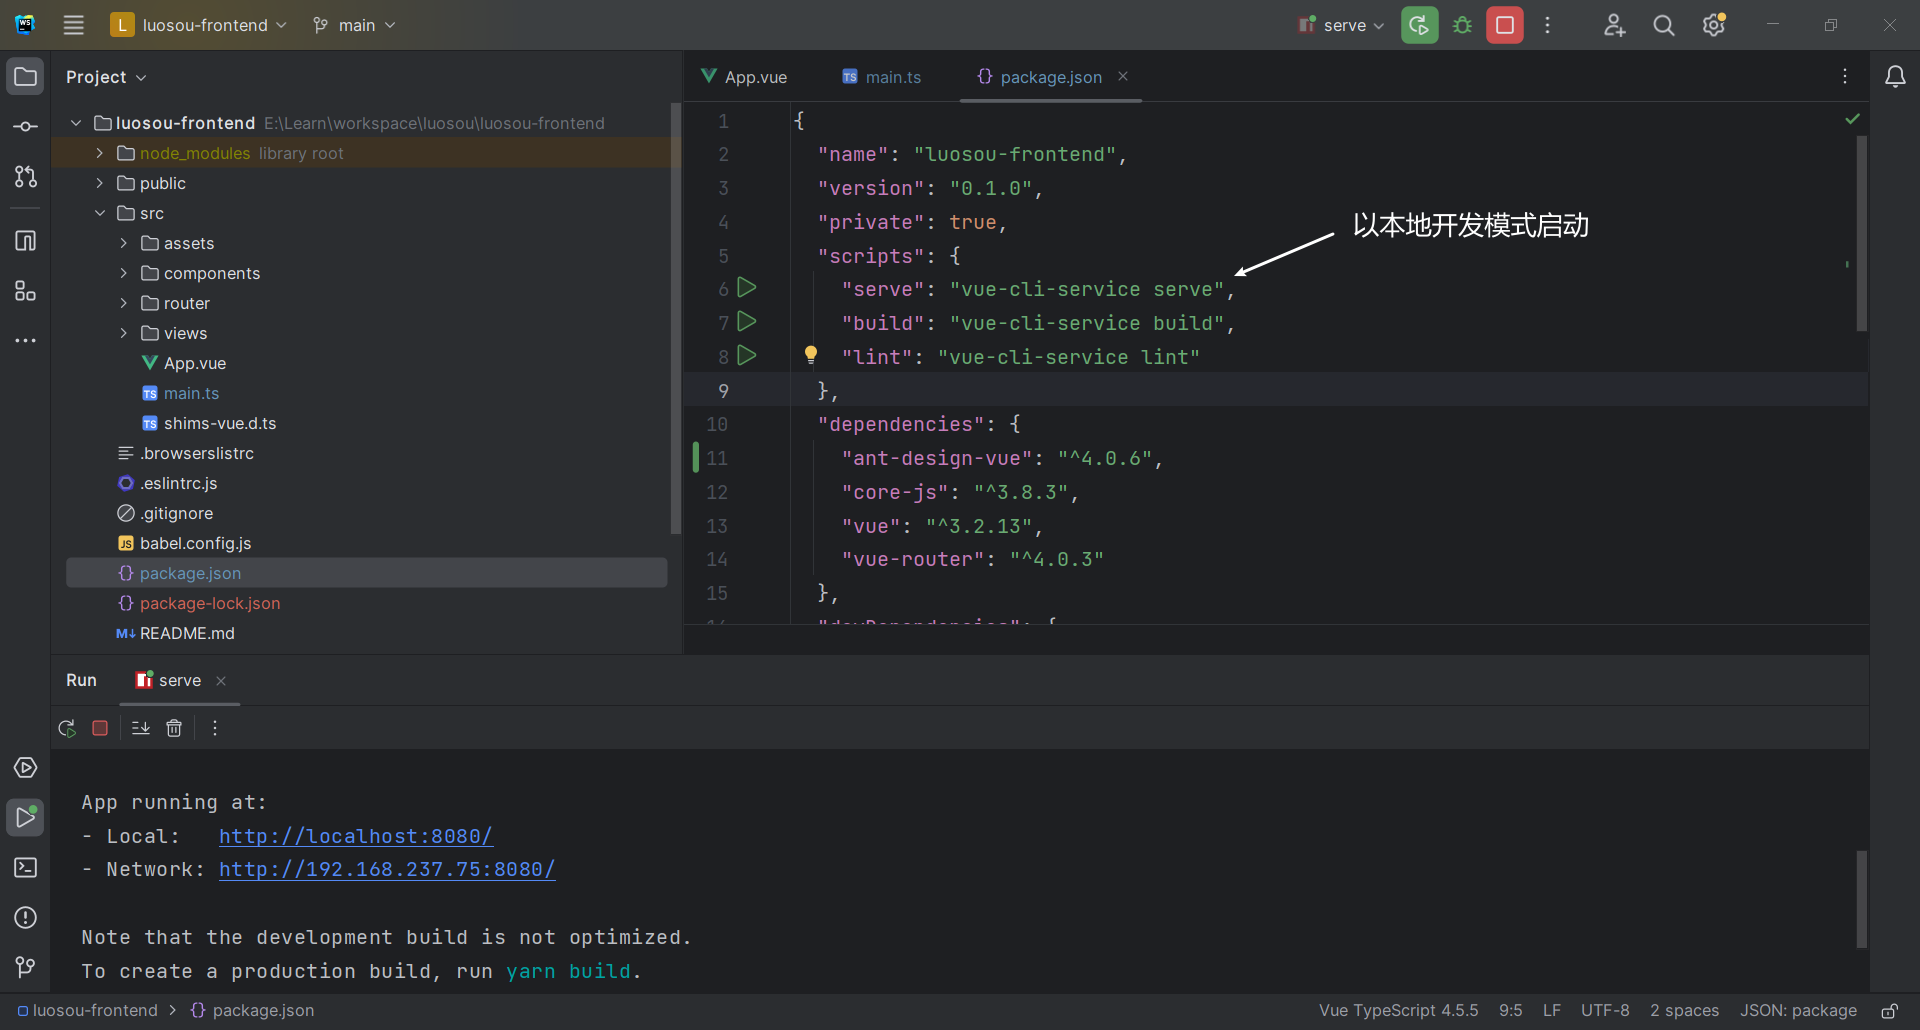 L luosou-frontend main serve
Project
luosou-frontend E:\Learn\workspace\luosou\luosou-frontend
node_modules library root
public
src
assets
components
router
views
App.vue
main.ts
shims-vue.d.ts
.browserslistrc
.eslintrc.js
.gitignore
babel.config.js
package.json
package-lock.json
README.md
App.vue main.ts package.json
1 {
2 "name": "luosou-frontend",
3 "version": "0.1.0",
4 "private": true,
5 "scripts": {
6 "serve": "vue-cli-service serve",
7 "build": "vue-cli-service build",
8 "lint": "vue-cli-service lint"
9 },
10 "dependencies": {
11 "ant-design-vue": "^4.0.6",
12 "core-js": "^3.8.3",
13 "vue": "^3.2.13",
14 "vue-router": "^4.0.3"
15 },
以本地开发模式启动
Run serve
App running at:
- Local: http://localhost:8080/
- Network: http://192.168.237.75:8080/
Note that the development build is not optimized.
To create a production build, run yarn build.
luosou-frontend > package.json
Vue TypeScript 4.5.5 9:5 LF UTF-8 2 spaces JSON: package